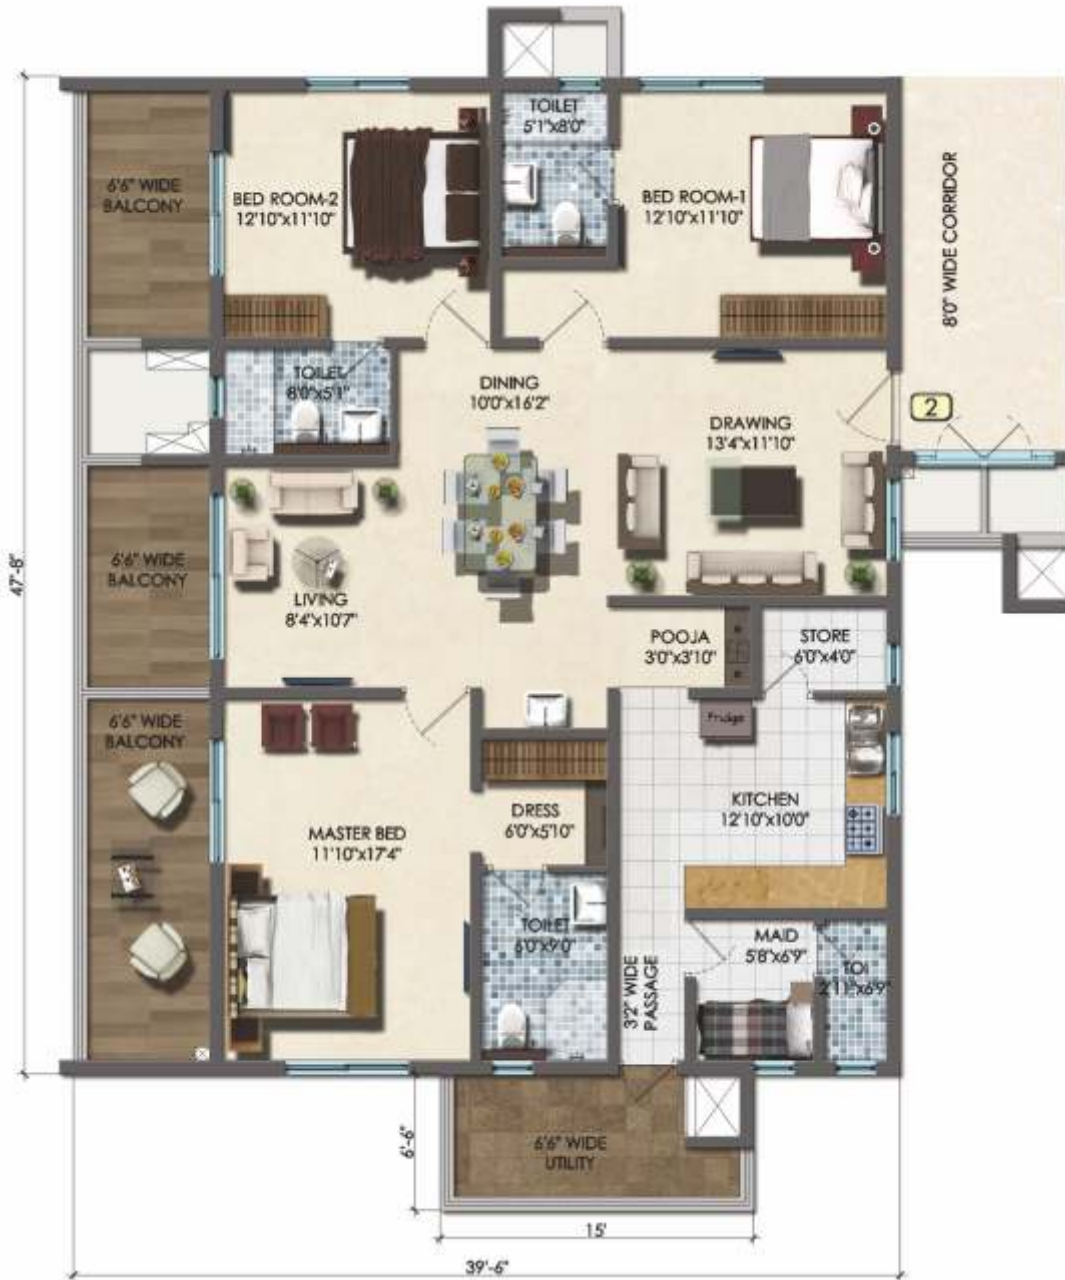 TOILET
5'1"x8'0"
6'6" WIDE
BALCONY
BED ROOM-2
12'10"x11'10"
BED ROOM-1
12'10"x11'10"
8'0" WIDE CORRIDOR
TOILET
8'0"x5'1"
DINING
10'0"x16'2"
DRAWING
13'4"x11'10"
2
47'-8"
6'6" WIDE
BALCONY
LIVING
8'4"x10'7"
POOJA
3'0"x3'10"
STORE
6'0"x4'0"
6'6" WIDE
BALCONY
Fridge
MASTER BED
11'10"x17'4"
DRESS
6'0"x5'10"
KITCHEN
12'10"x10'0"
TOILET
6'0"x9'0"
3'2" WIDE
PASSAGE
MAID
5'8"x6'9"
TOI
2'11"x6'9"
6'-6"
6'6" WIDE
UTILITY
15'
39'-6"